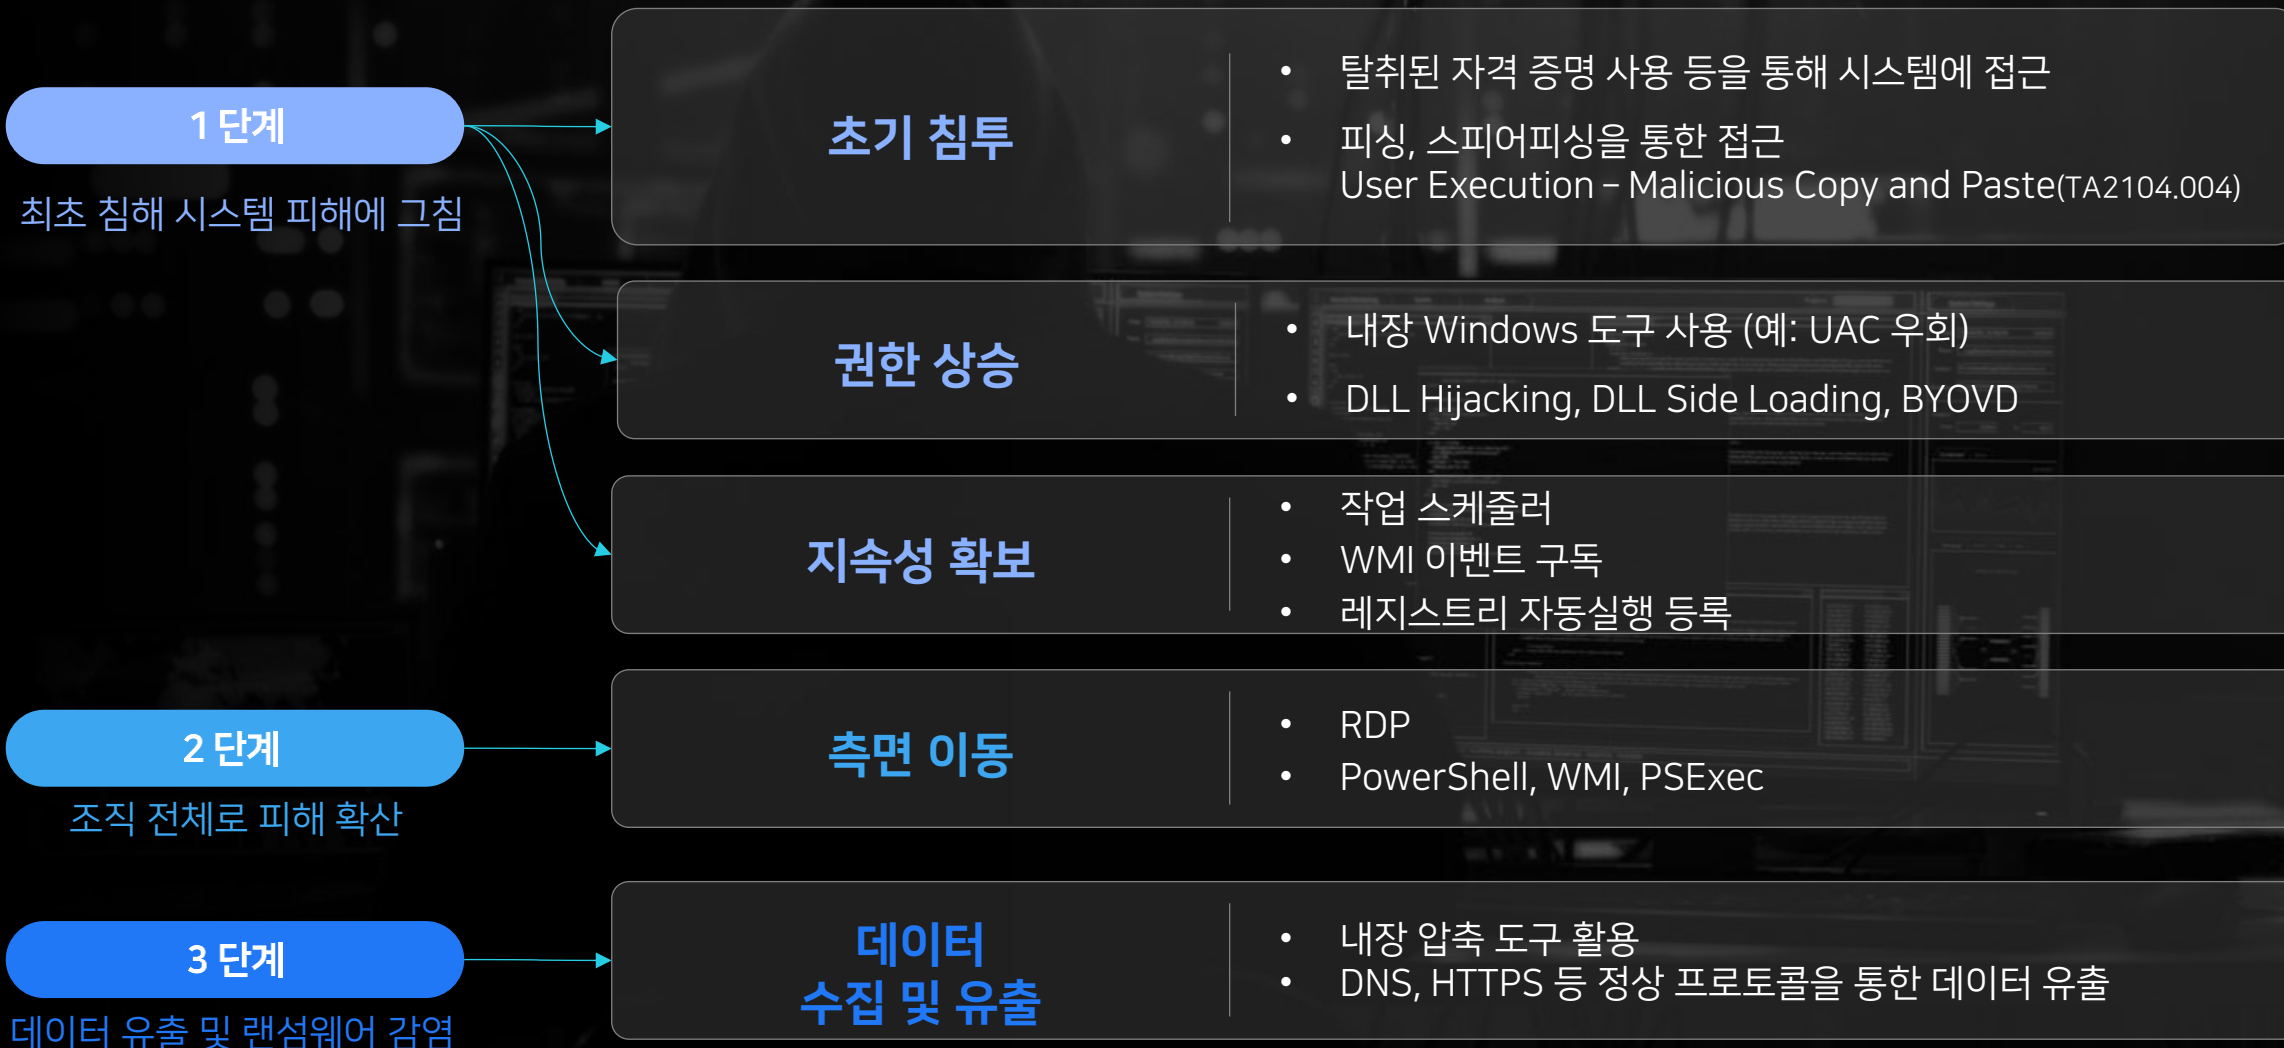 1 단계
최초 침해 시스템 피해에 그침
초기 침투
• 탈취된 자격 증명 사용 등을 통해 시스템에 접근
• 피싱, 스피어피싱을 통한 접근
User Execution – Malicious Copy and Paste(TA2104.004)
권한 상승
• 내장 Windows 도구 사용 (예: UAC 우회)
• DLL Hijacking, DLL Side Loading, BYOVD
지속성 확보
• 작업 스케줄러
• WMI 이벤트 구독
• 레지스트리 자동실행 등록
2 단계
조직 전체로 피해 확산
측면 이동
• RDP
• PowerShell, WMI, PSExec
3 단계
데이터 유출 및 랜섬웨어 감염
데이터
수집 및 유출
• 내장 압축 도구 활용
• DNS, HTTPS 등 정상 프로토콜을 통한 데이터 유출